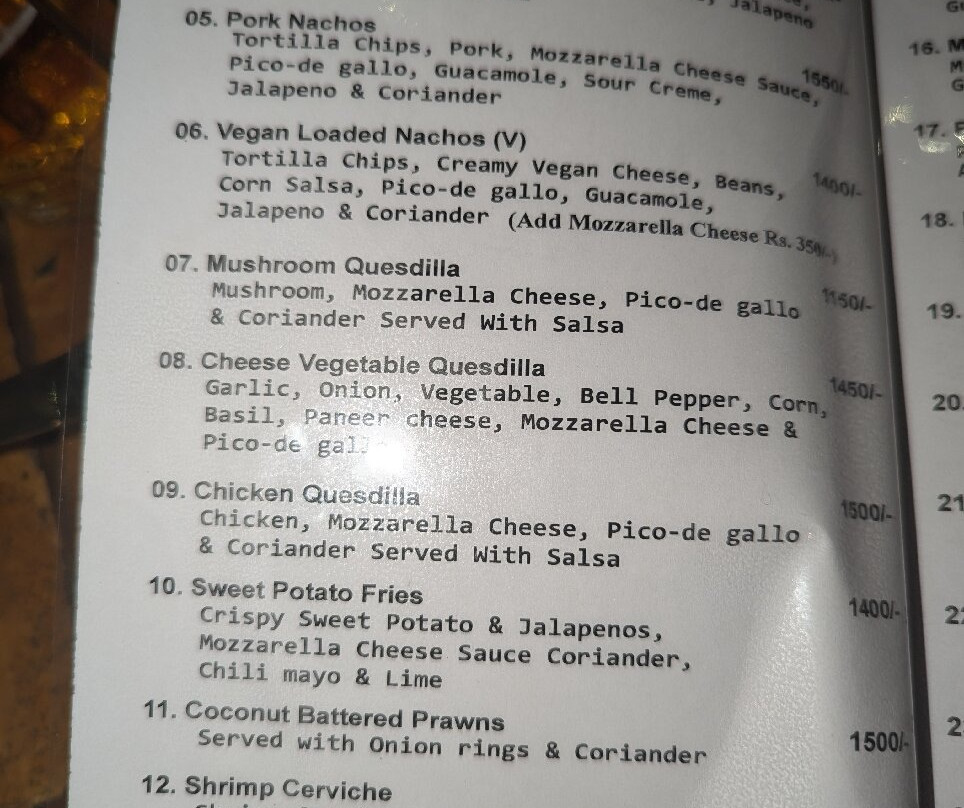 Jalapeno
05. Pork Nachos
Tortilla Chips, Pork, Mozzarella Cheese Sauce, 1550/-
Pico-de gallo, Guacamole, Sour Creme,
Jalapeno & Coriander
06. Vegan Loaded Nachos (V)
Tortilla Chips, Creamy Vegan Cheese, Beans, 1400/-
Corn Salsa, Pico-de gallo, Guacamole,
Jalapeno & Coriander (Add Mozzarella Cheese Rs. 350/-)
07. Mushroom Quesdilla
Mushroom, Mozzarella Cheese, Pico-de gallo 1150/-
& Coriander Served With Salsa
08. Cheese Vegetable Quesdilla
Garlic, Onion, Vegetable, Bell Pepper, Corn, 1450/-
Basil, Paneer cheese, Mozzarella Cheese &
Pico-de gal
09. Chicken Quesdilla
Chicken, Mozzarella Cheese, Pico-de gallo 1500/-
& Coriander Served With Salsa
10. Sweet Potato Fries
Crispy Sweet Potato & Jalapenos, 1400/-
Mozzarella Cheese Sauce Coriander,
Chili mayo & Lime
11. Coconut Battered Prawns
Served with Onion rings & Coriander 1500/-
12. Shrimp Cerviche
16. M
M
G
17.
18.
19.
20.
21
2
2